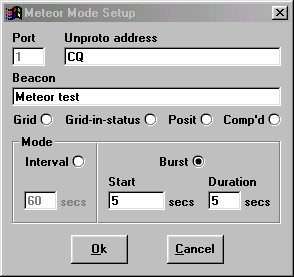 Meteor Mode Setup
Port Unproto address
1 CQ
Beacon
Meteor test
Grid Grid-in-status Posit Comp'd
Mode
Interval Burst
Start Duration
60 secs 5 secs 5 secs
Ok Cancel